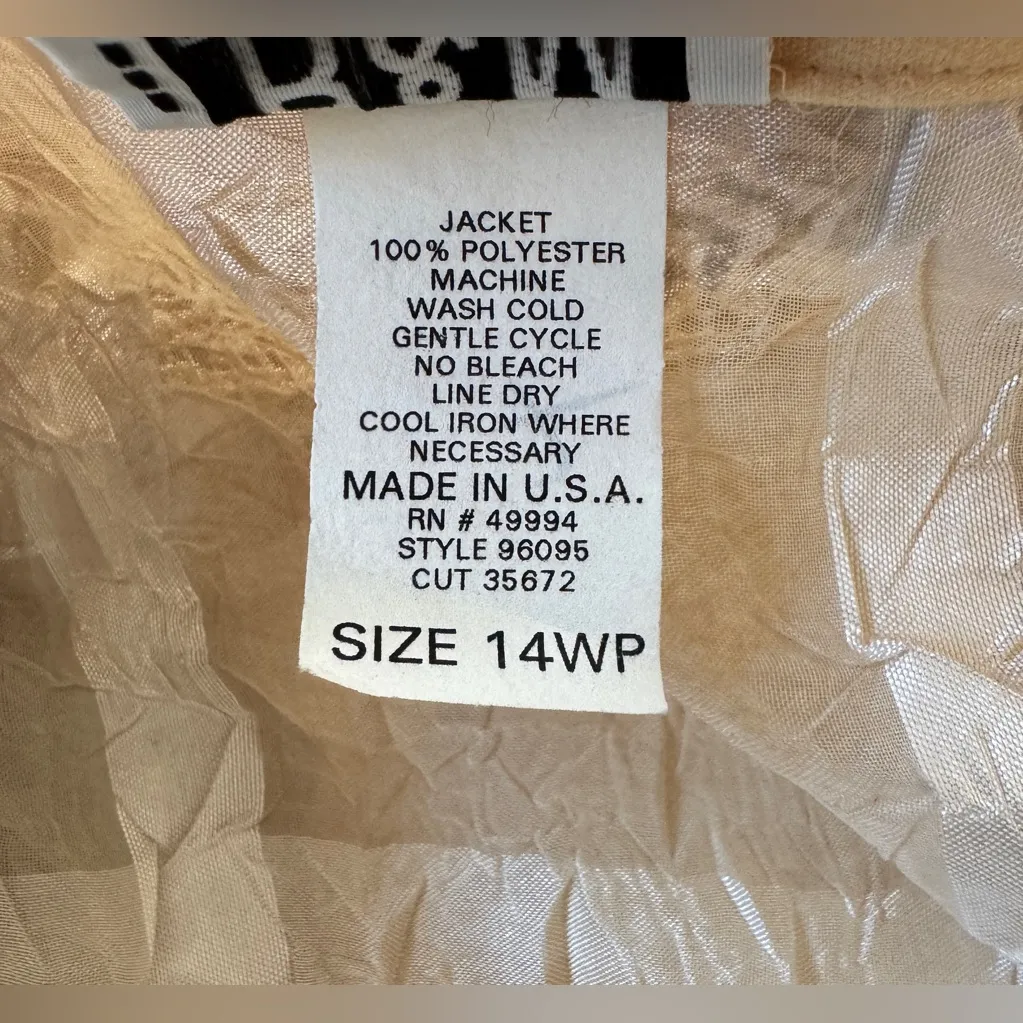 R&M
JACKET
100% POLYESTER
MACHINE
WASH COLD
GENTLE CYCLE
NO BLEACH
LINE DRY
COOL IRON WHERE
NECESSARY
MADE IN U.S.A.
RN # 49994
STYLE 96095
CUT 35672
SIZE 14WP